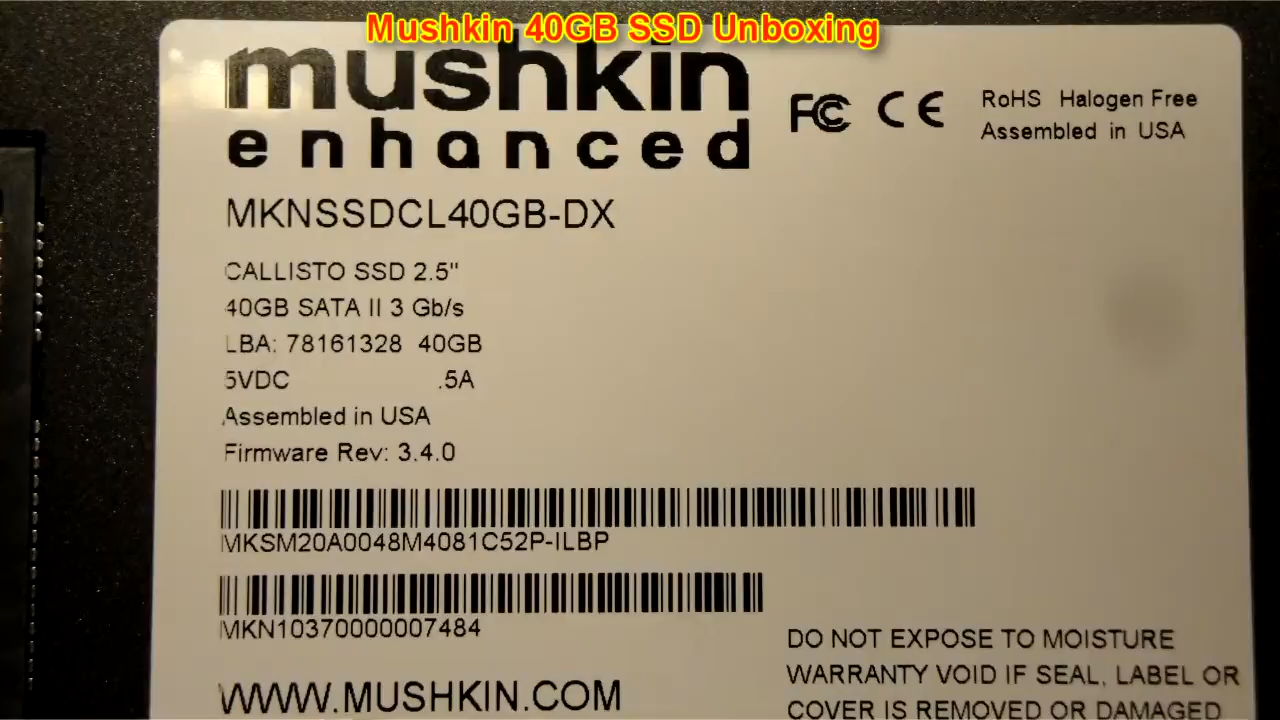 Mushkin 40GB SSD Unboxing
mushkin
enhanced
FC CE
RoHS Halogen Free
Assembled in USA
MKNSSDCL40GB-DX
CALLISTO SSD 2.5"
40GB SATA II 3 Gb/s
LBA: 78161328 40GB
5VDC .5A
Assembled in USA
Firmware Rev: 3.4.0
MKSM20A0048M4081C52P-ILBP
MKN10370000007484
WWW.MUSHKIN.COM
DO NOT EXPOSE TO MOISTURE
WARRANTY VOID IF SEAL, LABEL OR
COVER IS REMOVED OR DAMAGED